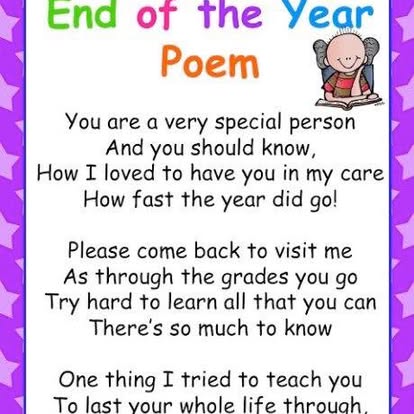 End of the Year
Poem
You are a very special person
And you should know,
How I loved to have you in my care
How fast the year did go!
Please come back to visit me
As through the grades you go
Try hard to learn all that you can
There's so much to know
One thing I tried to teach you
To last your whole life through,